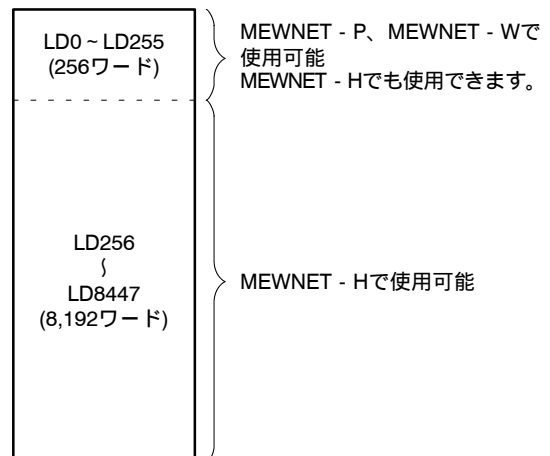 LD0 ~ LD255
(256ワード)
MEWNET - P、MEWNET - Wで
使用可能
MEWNET - Hでも使用できます。
LD256
~
LD8447
(8,192ワード)
MEWNET - Hで使用可能